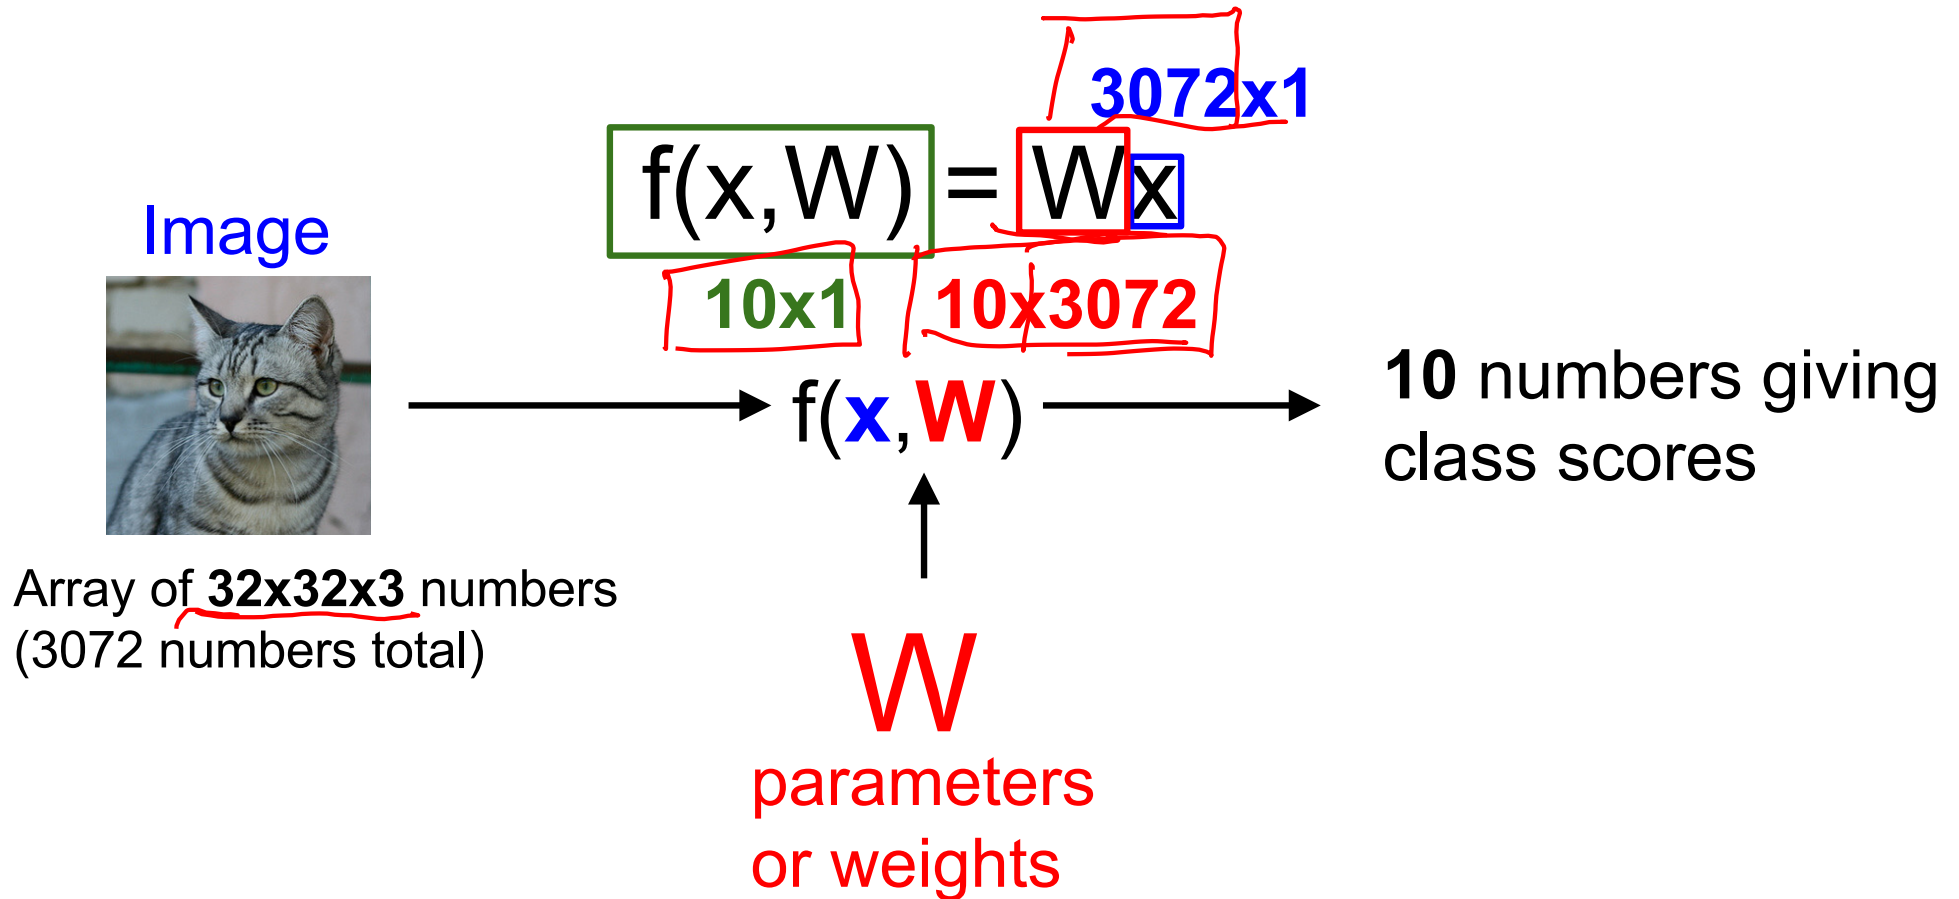 3072x1
f(x,W) = Wx
Image
10x1 10x3072
f(x,W)
10 numbers giving
class scores
Array of 32x32x3 numbers
(3072 numbers total)
W
parameters
or weights